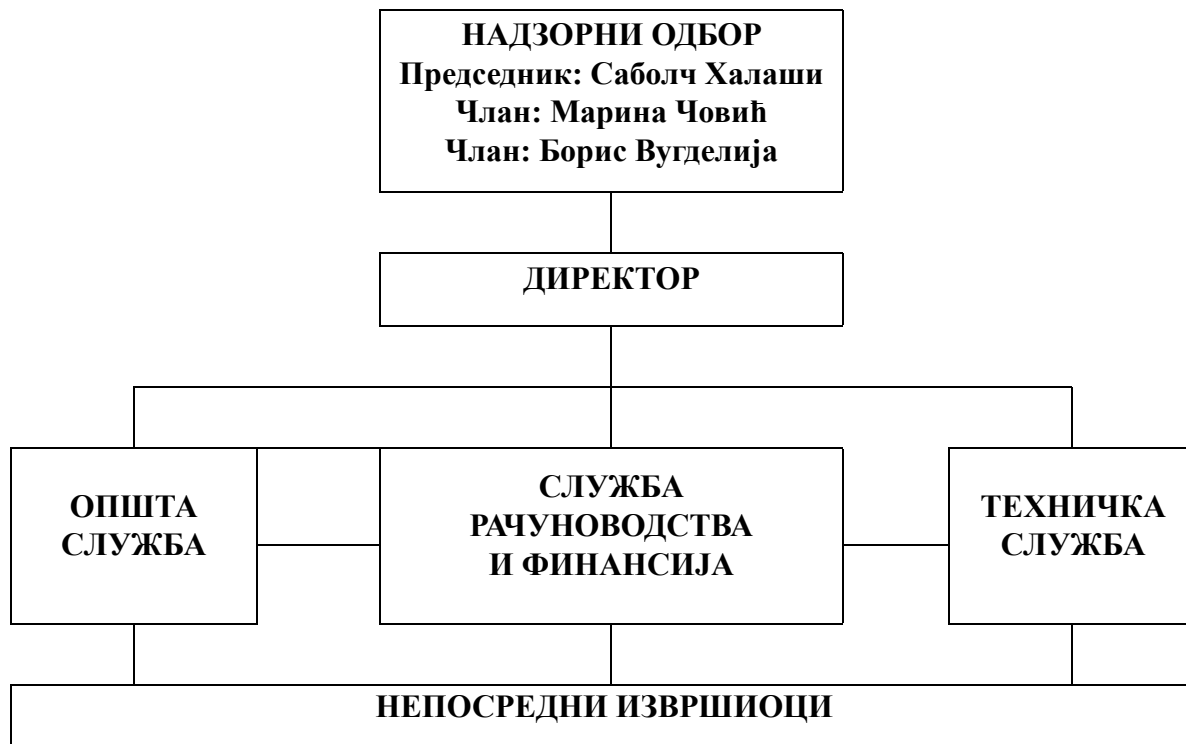 НАДЗОРНИ ОДБОР
Председник: Саболч Халаши
Члан: Марина Човић
Члан: Борис Вугделија
ДИРЕКТОР
ОПШТА
СЛУЖБА
СЛУЖБА
РАЧУНОВОДСТВА
И ФИНАНСИЈА
ТЕХНИЧКА
СЛУЖБА
НЕПОСРЕДНИ ИЗВРШИОЦИ